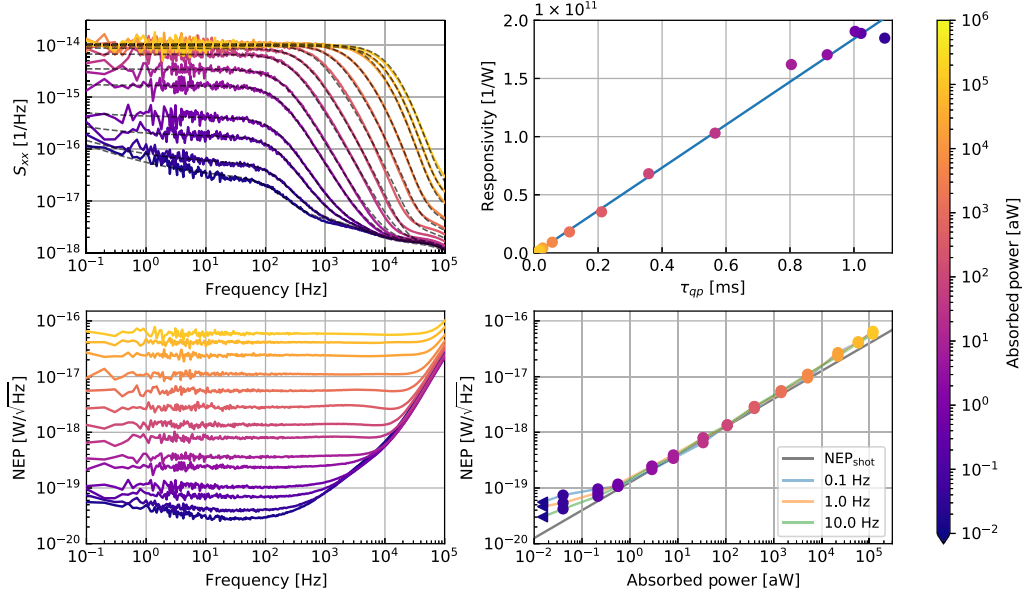 10⁻¹⁴
10⁻¹⁵
10⁻¹⁶
10⁻¹⁷
10⁻¹⁸
Sₓₓ [1/Hz]
10⁻¹ 10⁰ 10¹ 10² 10³ 10⁴ 10⁵
Frequency [Hz]
1 × 10¹¹
2.0
1.5
1.0
0.5
0.0
Responsivity [1/W]
0.0 0.2 0.4 0.6 0.8 1.0
τ_qp [ms]
10⁻¹⁶
10⁻¹⁷
10⁻¹⁸
10⁻¹⁹
10⁻²⁰
NEP [W/√Hz]
10⁻¹ 10⁰ 10¹ 10² 10³ 10⁴ 10⁵
Frequency [Hz]
10⁻¹⁶
10⁻¹⁷
10⁻¹⁸
10⁻¹⁹
10⁻²⁰
NEP [W/√Hz]
NEP_shot
0.1 Hz
1.0 Hz
10.0 Hz
10⁻² 10⁻¹ 10⁰ 10¹ 10² 10³ 10⁴ 10⁵
Absorbed power [aW]
10⁶
10⁵
10⁴
10³
10²
10¹
10⁰
10⁻¹
10⁻²
Absorbed power [aW]